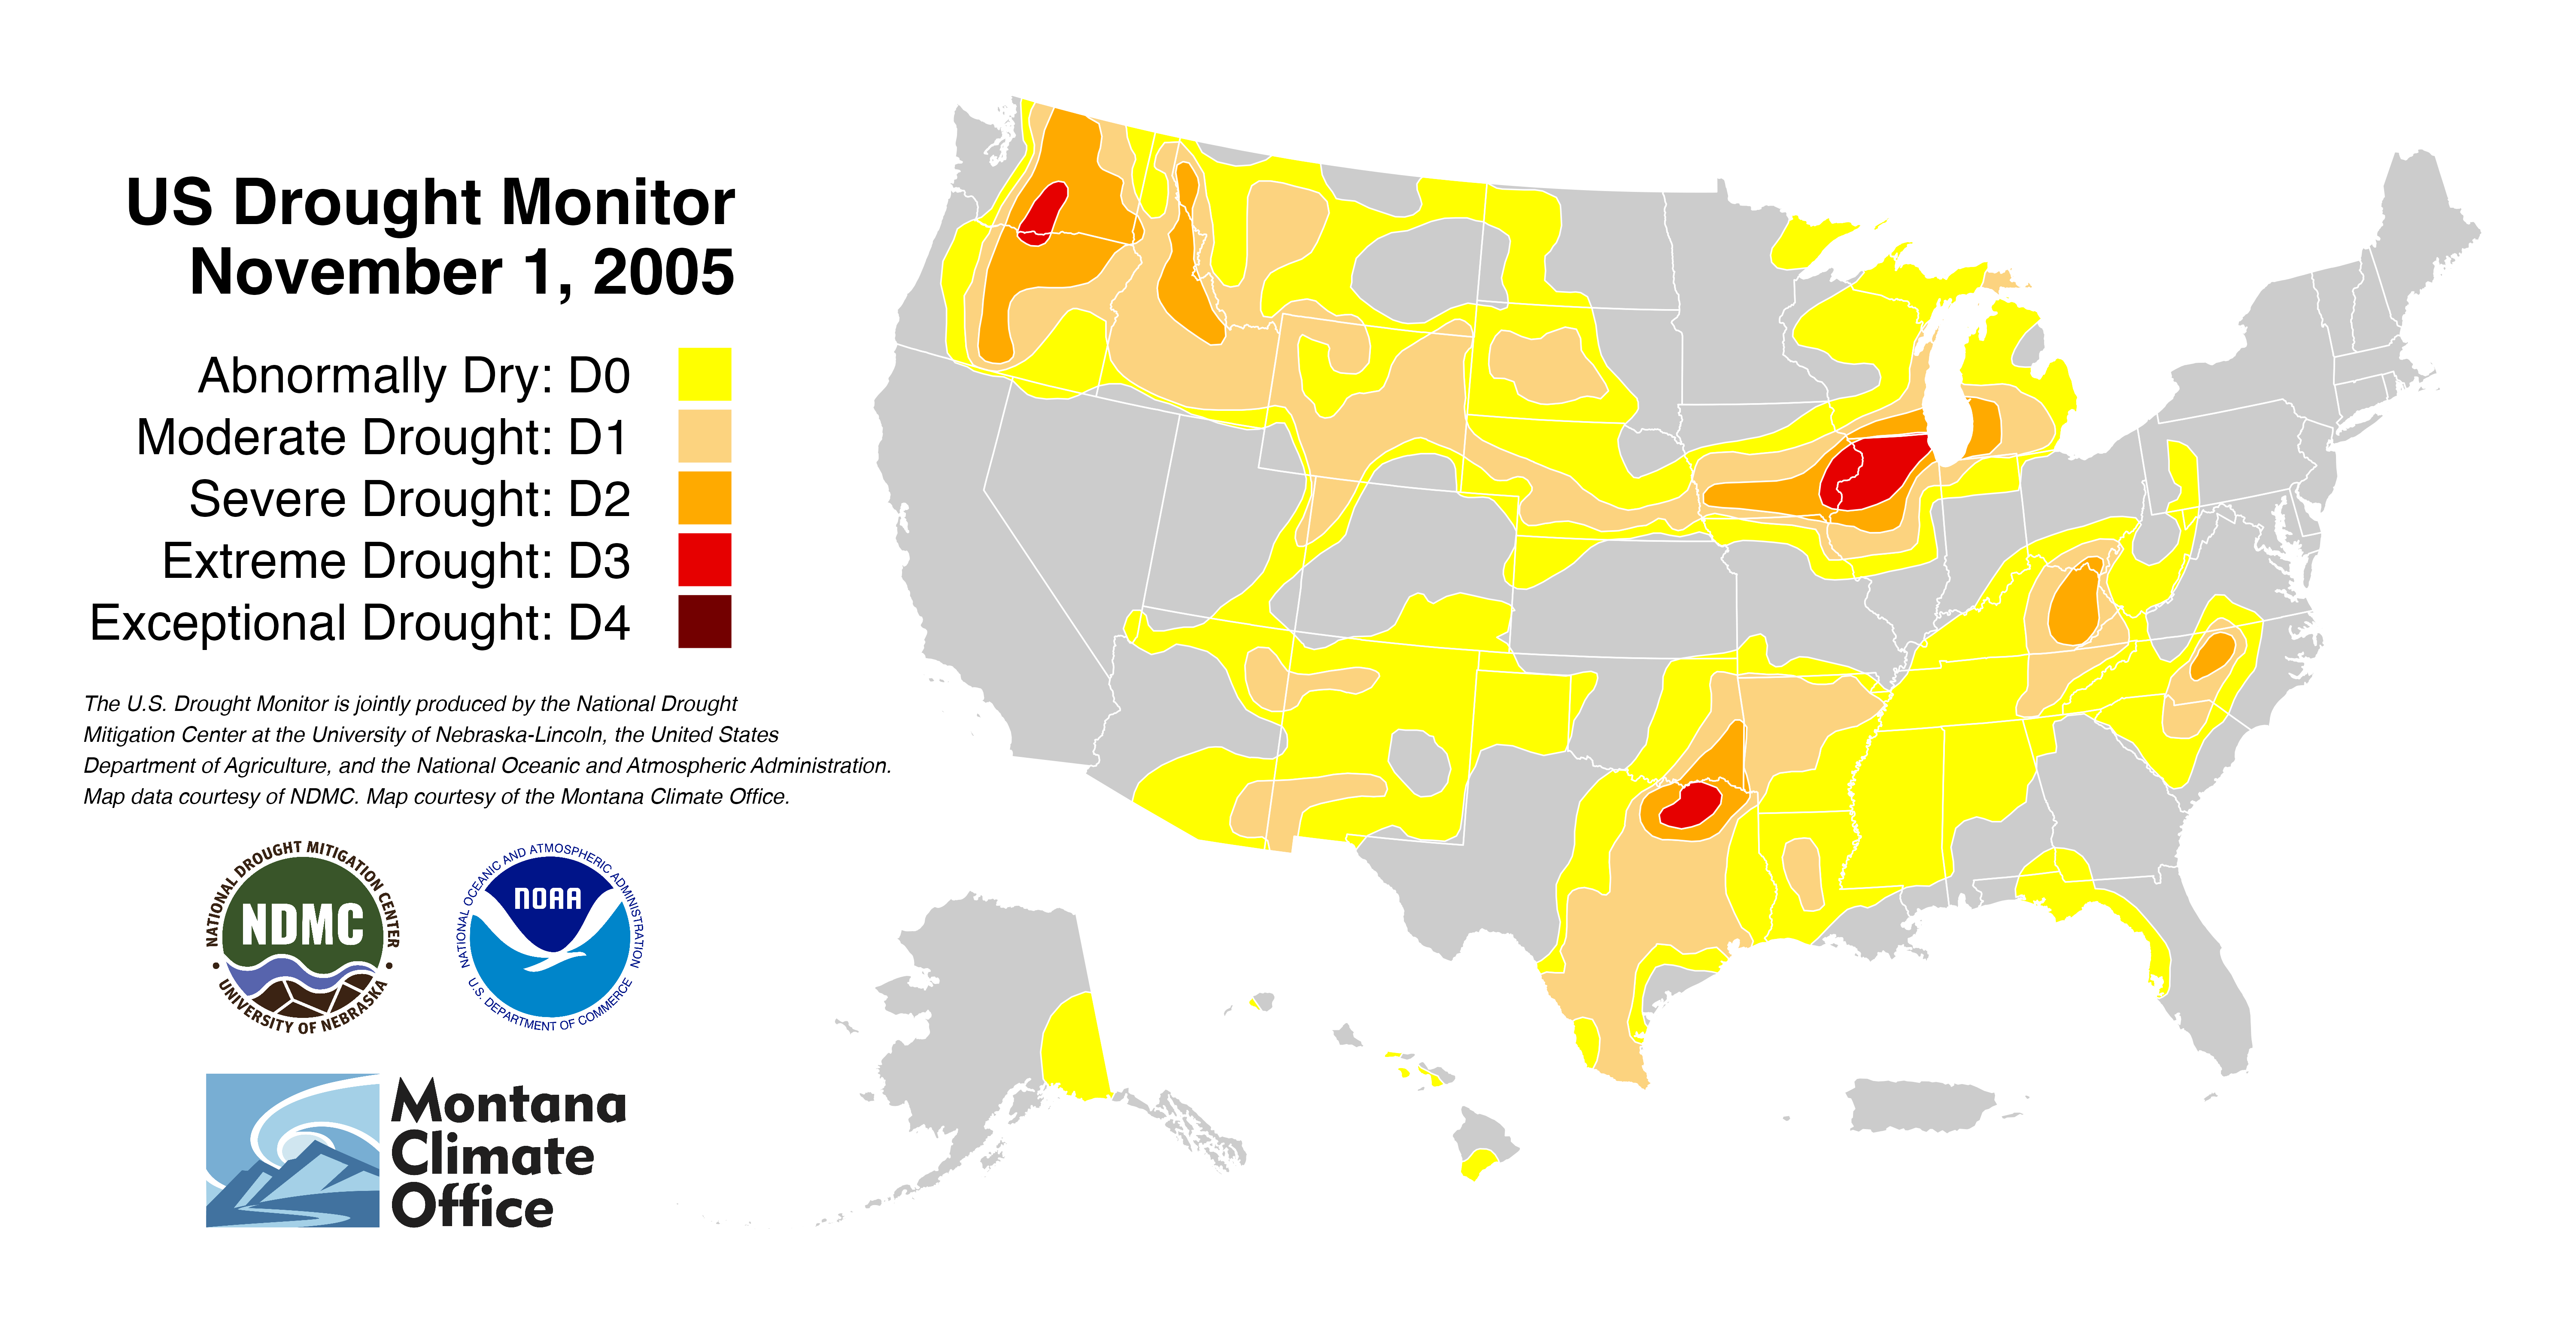 US Drought Monitor
November 1, 2005
Abnormally Dry: D0
Moderate Drought: D1
Severe Drought: D2
Extreme Drought: D3
Exceptional Drought: D4
The U.S. Drought Monitor is jointly produced by the National Drought
Mitigation Center at the University of Nebraska-Lincoln, the United States
Department of Agriculture, and the National Oceanic and Atmospheric Administration.
Map data courtesy of NDMC. Map courtesy of the Montana Climate Office.
NATIONAL DROUGHT MITIGATION CENTER
NDMC
UNIVERSITY OF NEBRASKA
NATIONAL OCEANIC AND ATMOSPHERIC ADMINISTRATION
NOAA
U.S. DEPARTMENT OF COMMERCE
Montana
Climate
Office